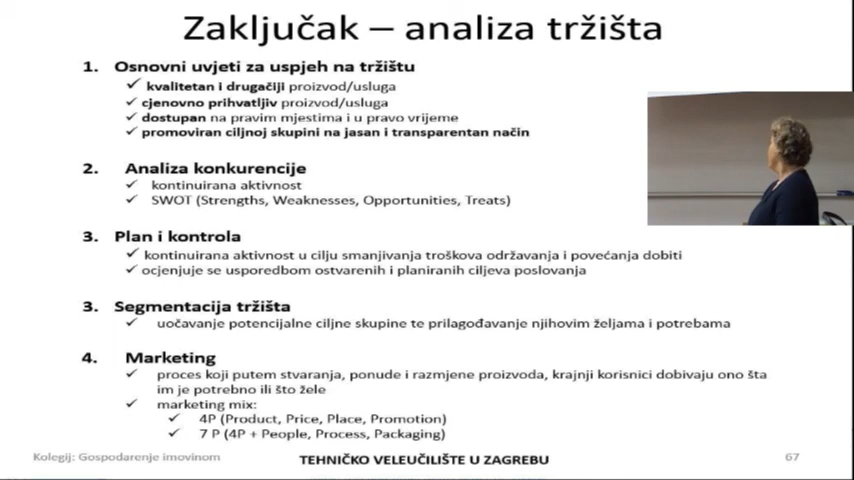 Zaključak – analiza tržišta
1. Osnovni uvjeti za uspjeh na tržištu
✓ kvalitetan i drugačiji proizvod/usluga
✓ cjenovno prihvatljiv proizvod/usluga
✓ dostupan na pravim mjestima i u pravo vrijeme
✓ promoviran ciljnoj skupini na jasan i transparentan način
2. Analiza konkurencije
✓ kontinuirana aktivnost
✓ SWOT (Strengths, Weaknesses, Opportunities, Treats)
3. Plan i kontrola
✓ kontinuirana aktivnost u cilju smanjivanja troškova održavanja i povećanja dobiti
✓ ocjenjuje se usporedbom ostvarenih i planiranih ciljeva poslovanja
3. Segmentacija tržišta
✓ uočavanje potencijalne ciljne skupine te prilagođavanje njihovim željama i potrebama
4. Marketing
✓ proces koji putem stvaranja, ponude i razmjene proizvoda, krajnji korisnici dobivaju ono šta
im je potrebno ili što žele
✓ marketing mix:
✓ 4P (Product, Price, Place, Promotion)
✓ 7 P (4P + People, Process, Packaging)
Kolegij: Gospodarenje imovinom
TEHNIČKO VELEUČILIŠTE U ZAGREBU
67